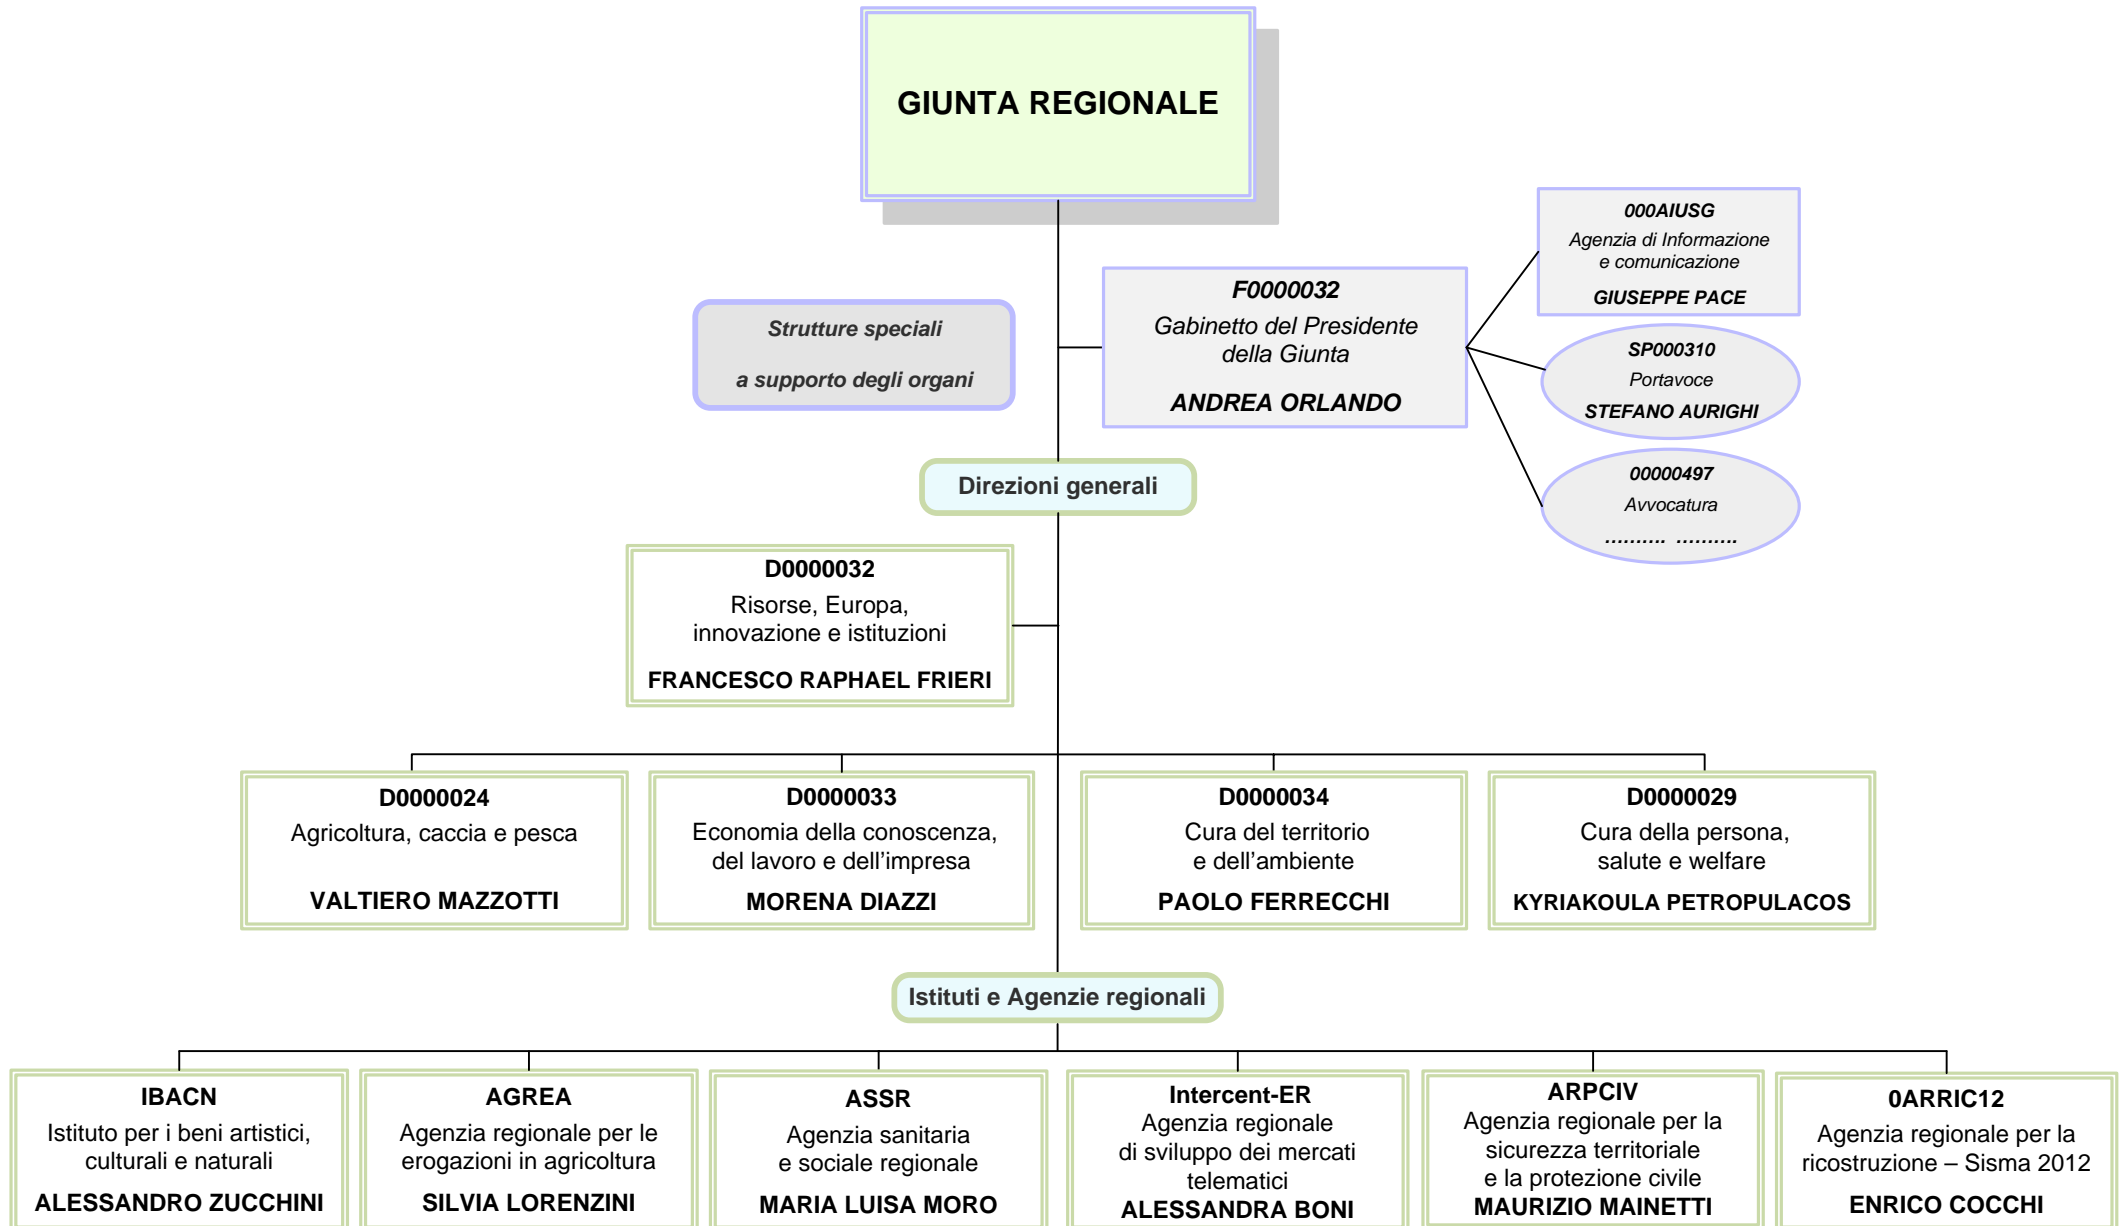 GIUNTA REGIONALE
Strutture speciali
a supporto degli organi
F0000032
Gabinetto del Presidente
della Giunta
ANDREA ORLANDO
000AIUSG
Agenzia di Informazione
e comunicazione
GIUSEPPE PACE
SP000310
Portavoce
STEFANO AURIGHI
00000497
Avvocatura
.......... ..........
Direzioni generali
D0000032
Risorse, Europa,
innovazione e istituzioni
FRANCESCO RAPHAEL FRIERI
D0000024
Agricoltura, caccia e pesca
VALTIERO MAZZOTTI
D0000033
Economia della conoscenza,
del lavoro e dell’impresa
MORENA DIAZZI
D0000034
Cura del territorio
e dell’ambiente
PAOLO FERRECCHI
D0000029
Cura della persona,
salute e welfare
KYRIAKOULA PETROPULACOS
Istituti e Agenzie regionali
IBACN
Istituto per i beni artistici,
culturali e naturali
ALESSANDRO ZUCCHINI
AGREA
Agenzia regionale per le
erogazioni in agricoltura
SILVIA LORENZINI
ASSR
Agenzia sanitaria
e sociale regionale
MARIA LUISA MORO
Intercent-ER
Agenzia regionale
di sviluppo dei mercati
telematici
ALESSANDRA BONI
ARPCIV
Agenzia regionale per la
sicurezza territoriale
e la protezione civile
MAURIZIO MAINETTI
0ARRIC12
Agenzia regionale per la
ricostruzione – Sisma 2012
ENRICO COCCHI